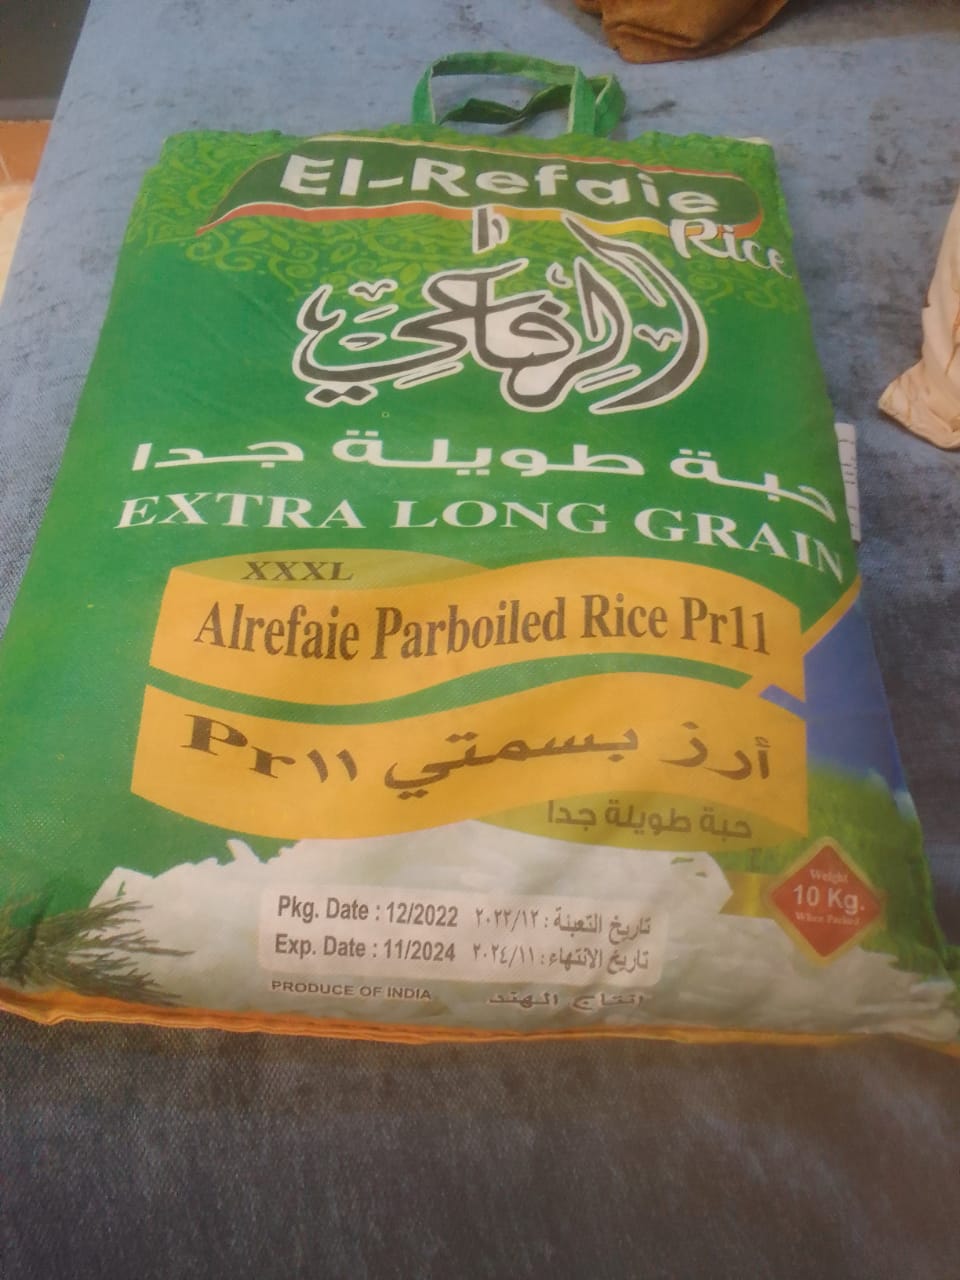 El-Refaie
Rice
الرفاعي
حبة طويلة جدا
EXTRA LONG GRAIN
XXXL
Alrefaie Parboiled Rice Pr11
أرز بسمتي Pr١١
حبة طويلة جدا
Weight
10 Kg.
When Packed
Pkg. Date : 12/2022 تاريخ التعبئة : ٢٠٢٢/١٢
Exp. Date : 11/2024 تاريخ الانتهاء : ٢٠٢٤/١١
PRODUCE OF INDIA انتاج الهند